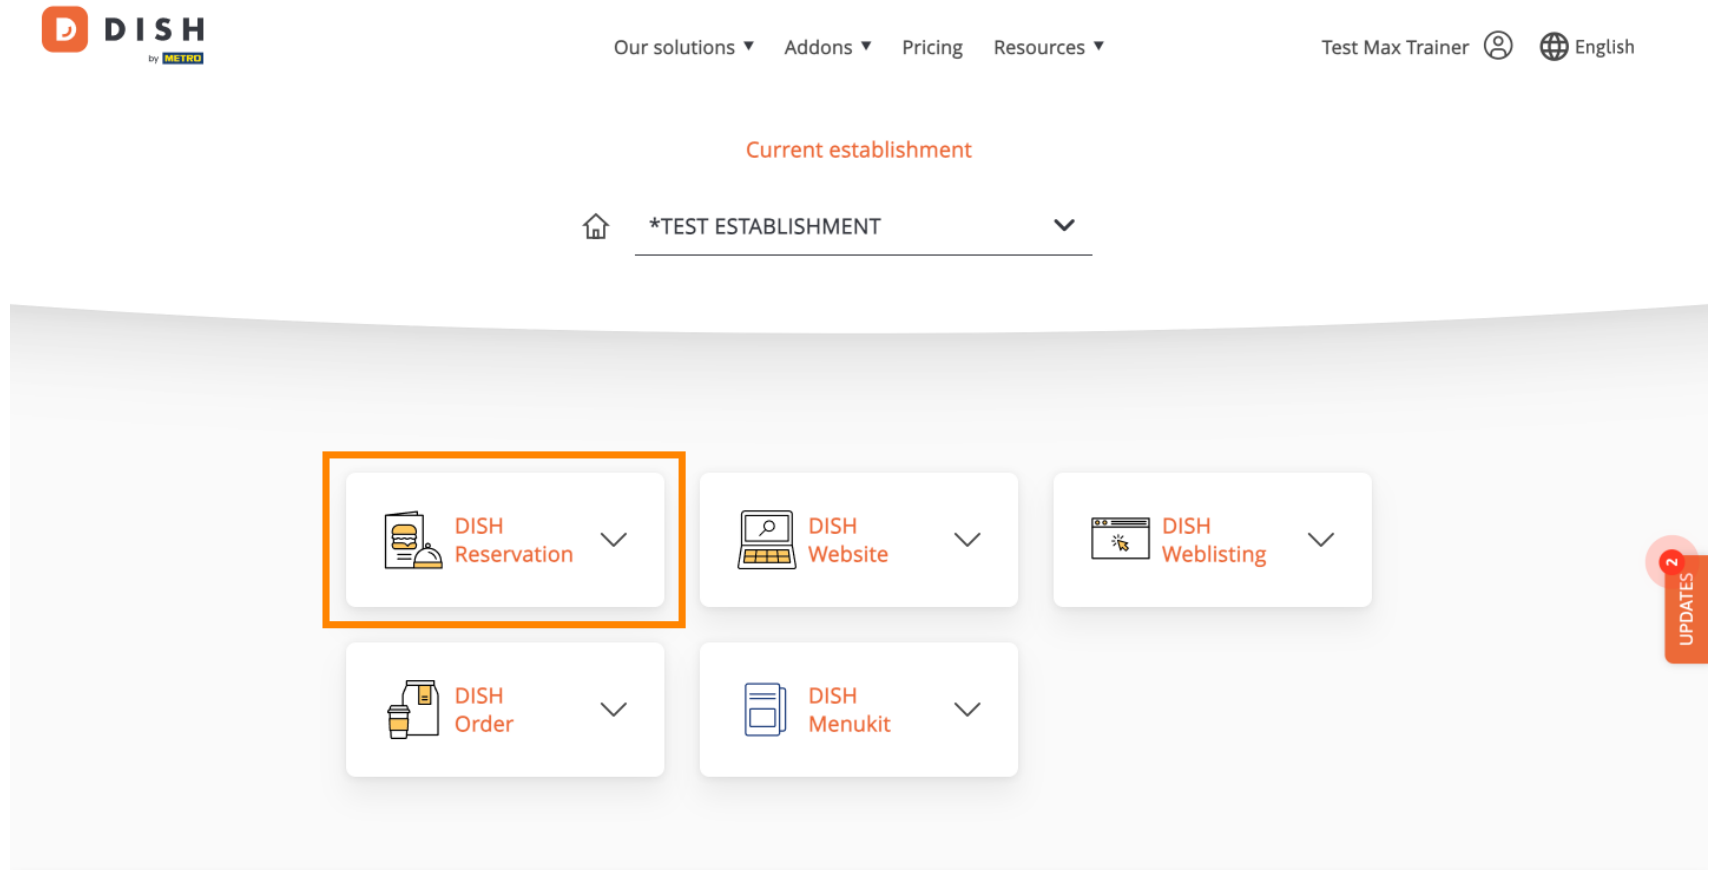 DISH
by METRO
Our solutions ▼ Addons ▼ Pricing Resources ▼ Test Max Trainer English
Current establishment
*TEST ESTABLISHMENT
DISH
Reservation
DISH
Website
DISH
Weblisting
2
UPDATES
DISH
Order
DISH
Menukit